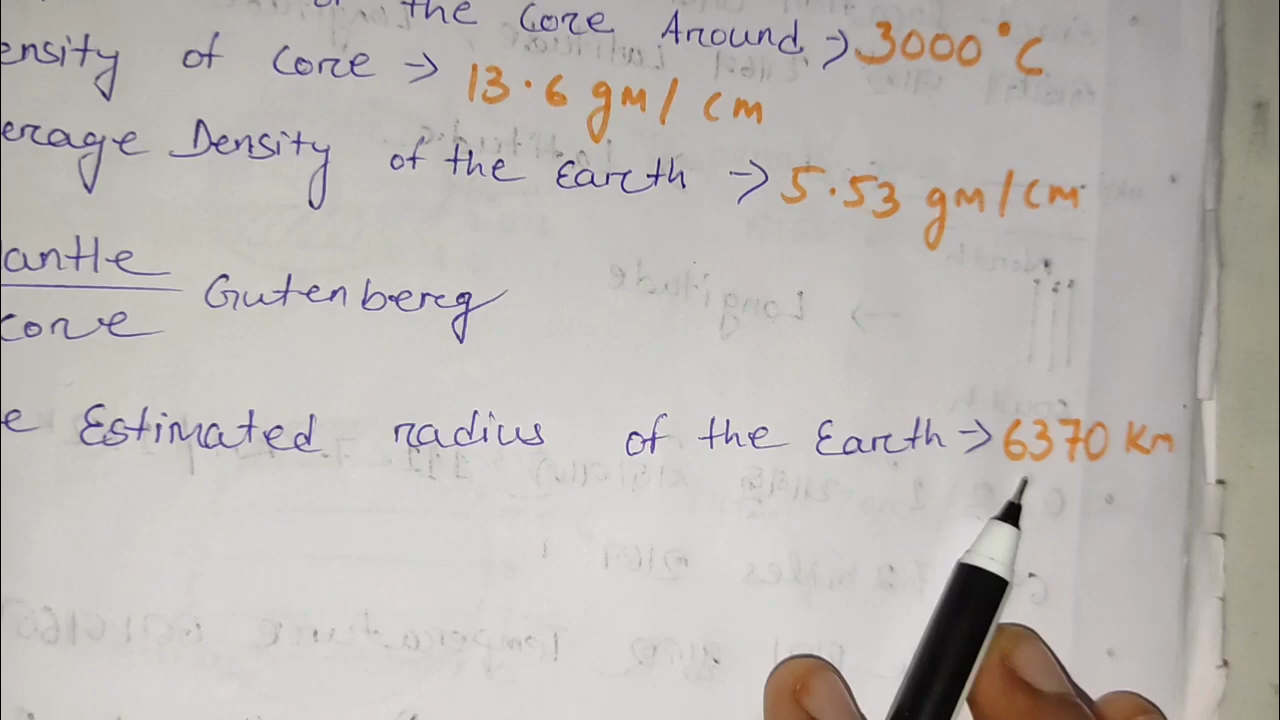 the Core Around → 3000°C
ensity of core → 13.6 gm/cm
erage Density of the Earth → 5.53 gm/cm
antle
Gutenberg
core
e Estimated radius of the Earth → 6370 Km